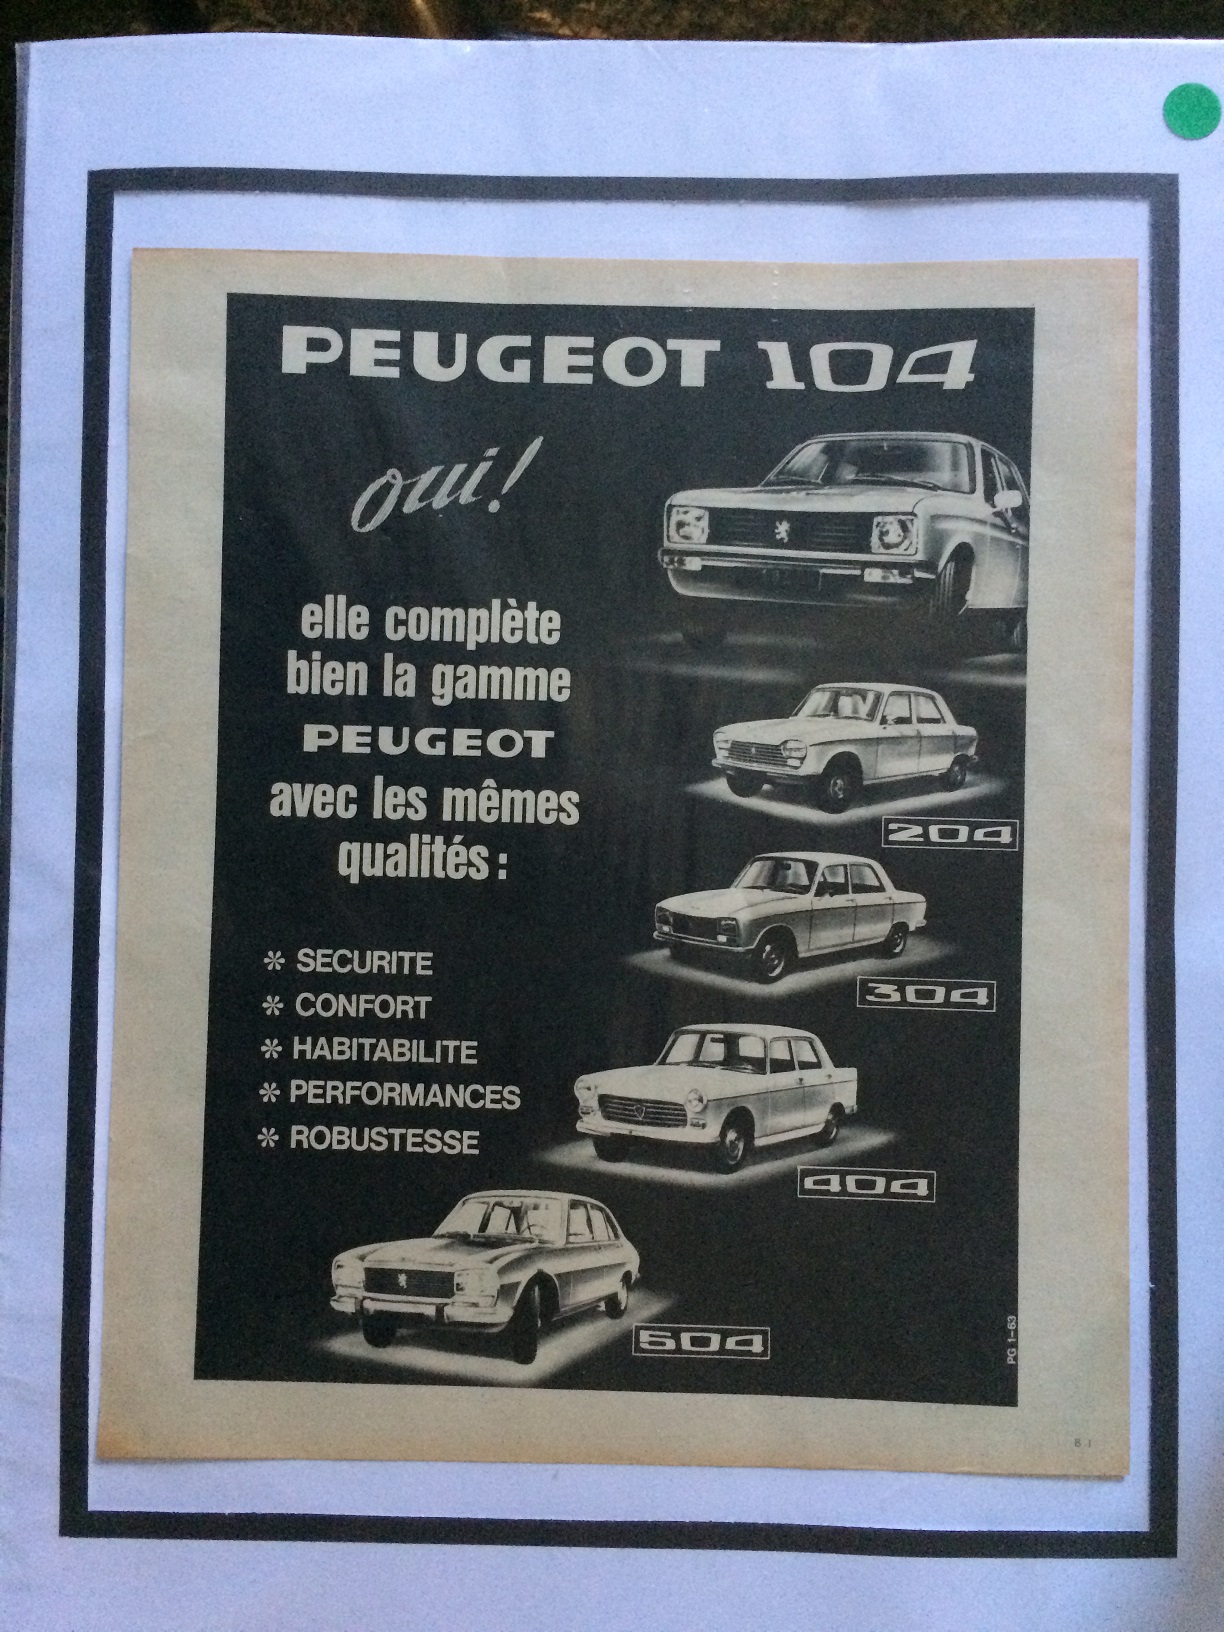 PEUGEOT 104
oui!
elle complète
bien la gamme
PEUGEOT
avec les mêmes
qualités :
* SECURITE
* CONFORT
* HABITABILITE
* PERFORMANCES
* ROBUSTESSE
204
304
404
504
PG 1-63